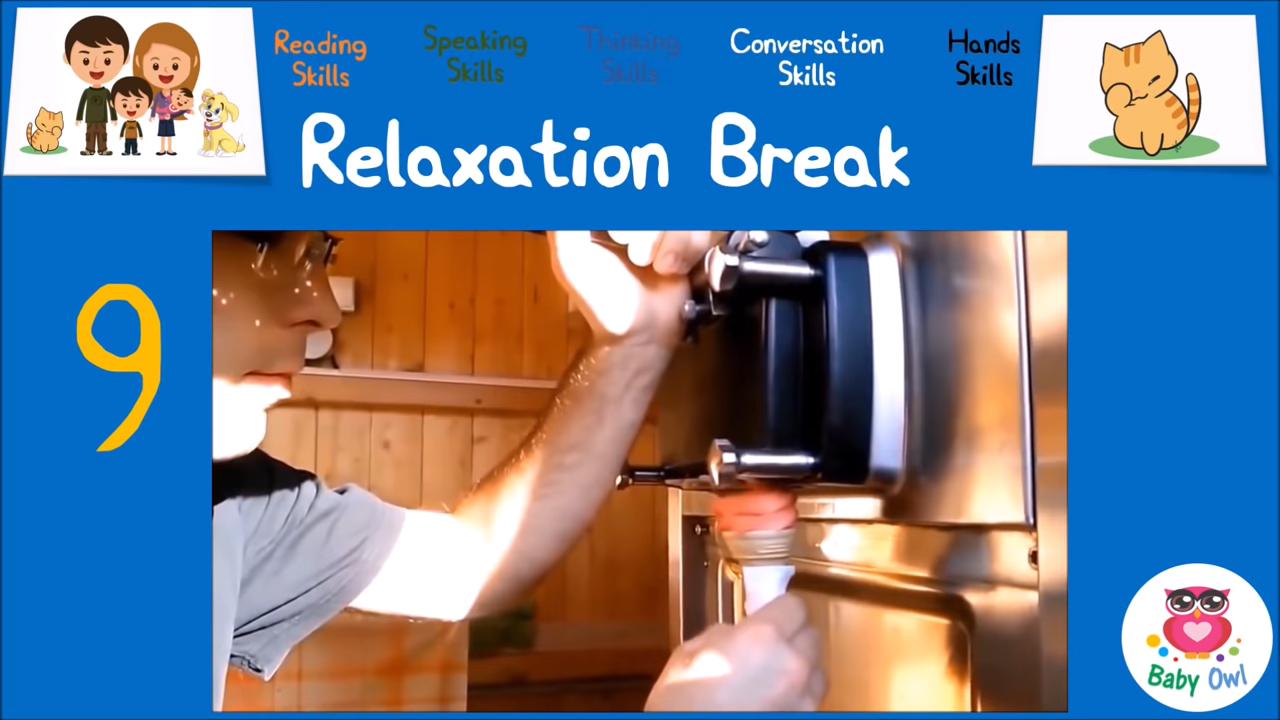 Reading
Skills
Speaking
Skills
Thinking
Skills
Conversation
Skills
Hands
Skills
Relaxation Break
9
Baby Owl